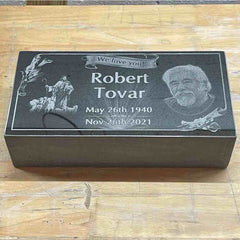 We love you!
Robert
Tovar
May 26th 1940
Nov 26th 2021